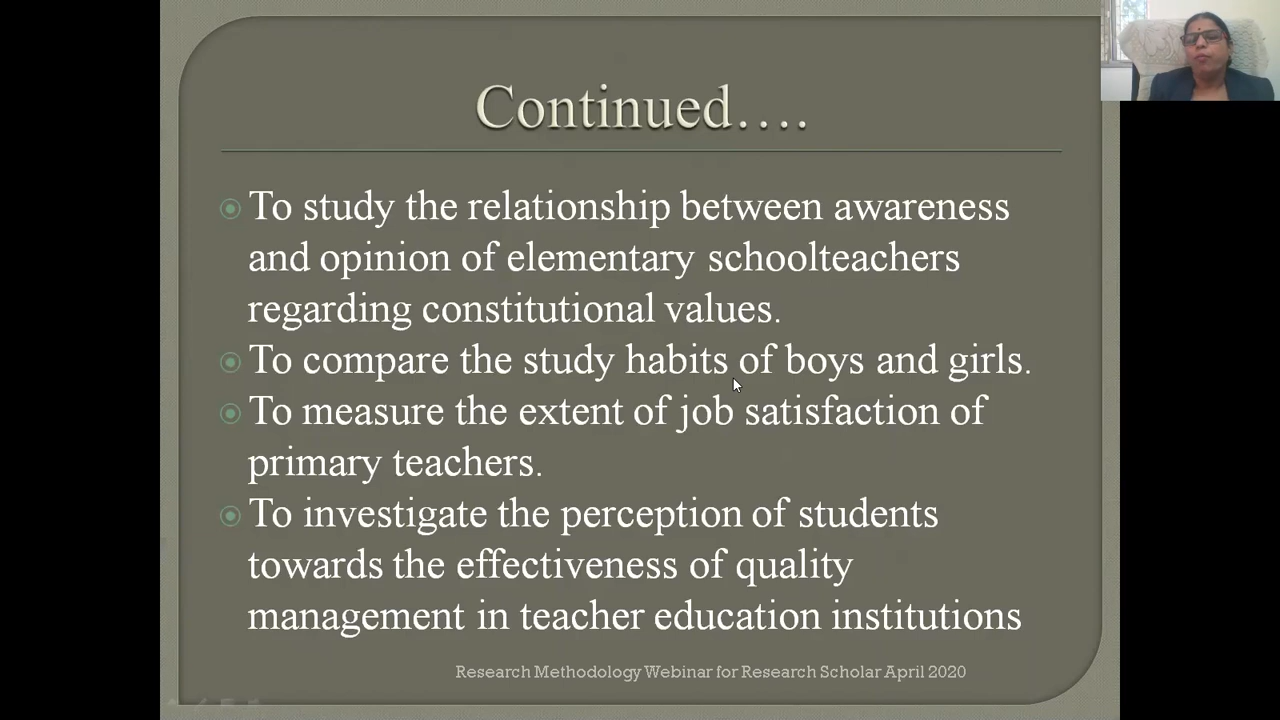 Continued….
To study the relationship between awareness
and opinion of elementary schoolteachers
regarding constitutional values.
To compare the study habits of boys and girls.
To measure the extent of job satisfaction of
primary teachers.
To investigate the perception of students
towards the effectiveness of quality
management in teacher education institutions
Research Methodology Webinar for Research Scholar April 2020